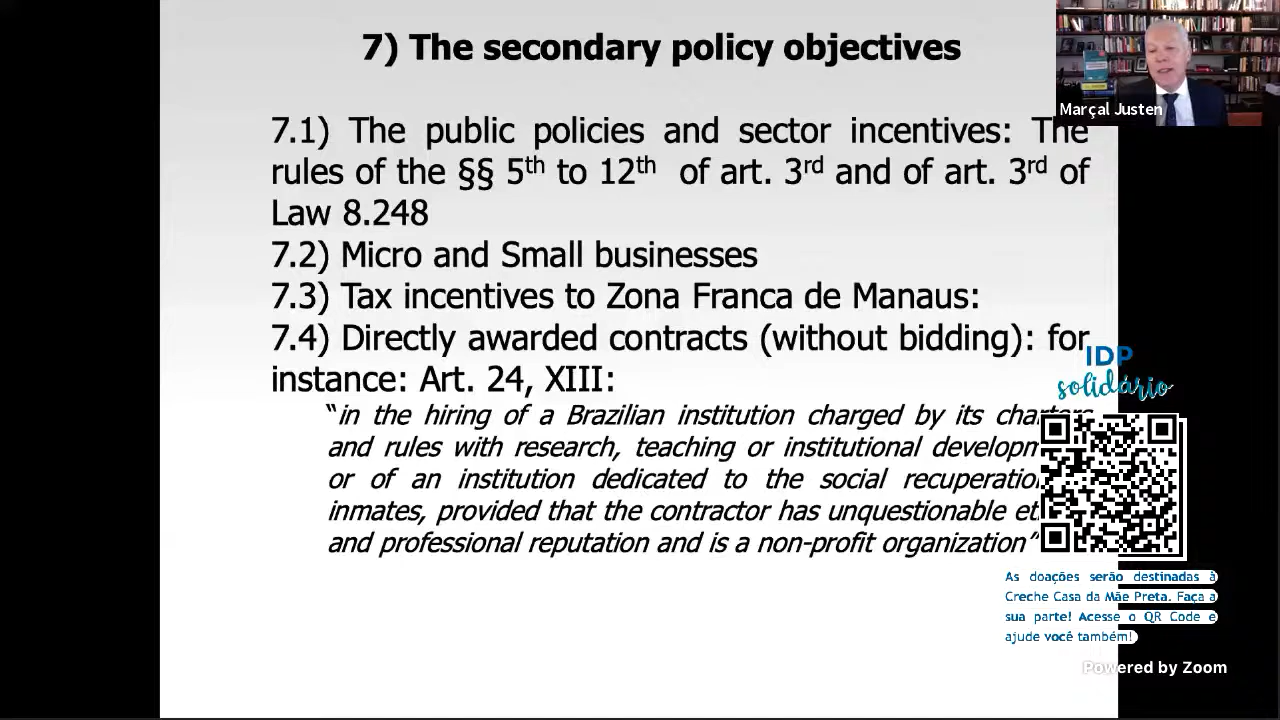 7) The secondary policy objectives
Marçal Justen
7.1) The public policies and sector incentives: The
rules of the §§ 5th to 12th of art. 3rd and of art. 3rd of
Law 8.248
7.2) Micro and Small businesses
7.3) Tax incentives to Zona Franca de Manaus:
7.4) Directly awarded contracts (without bidding): for
instance: Art. 24, XIII:
"in the hiring of a Brazilian institution charged by its charters
and rules with research, teaching or institutional developm
or of an institution dedicated to the social recuperatio
inmates, provided that the contractor has unquestionable et
and professional reputation and is a non-profit organization"
IDP
solidário
As doações serão destinadas à
Creche Casa da Mãe Preta. Faça a
sua parte! Acesse o QR Code e
ajude você também!
Powered by Zoom